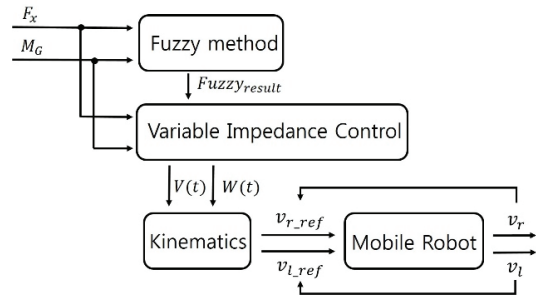 F_x
Fuzzy method
M_G
Fuzzy_result
Variable Impedance Control
V(t) W(t)
v_r_ref v_r
Kinematics Mobile Robot
v_l_ref v_l